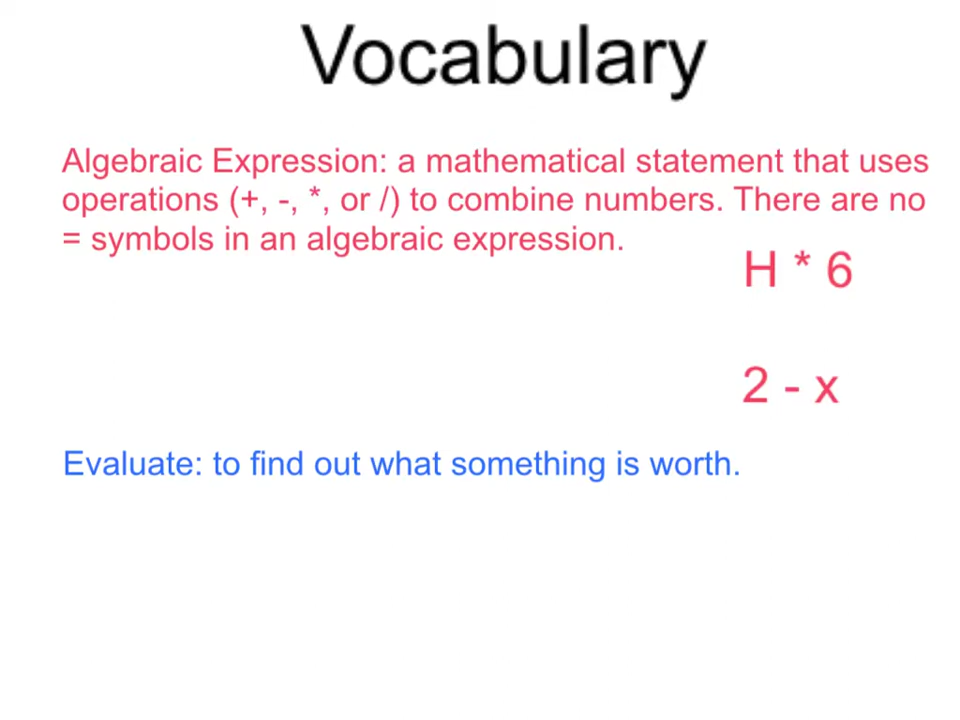 Vocabulary
Algebraic Expression: a mathematical statement that uses
operations (+, -, *, or /) to combine numbers. There are no
= symbols in an algebraic expression.
H * 6
2 - x
Evaluate: to find out what something is worth.